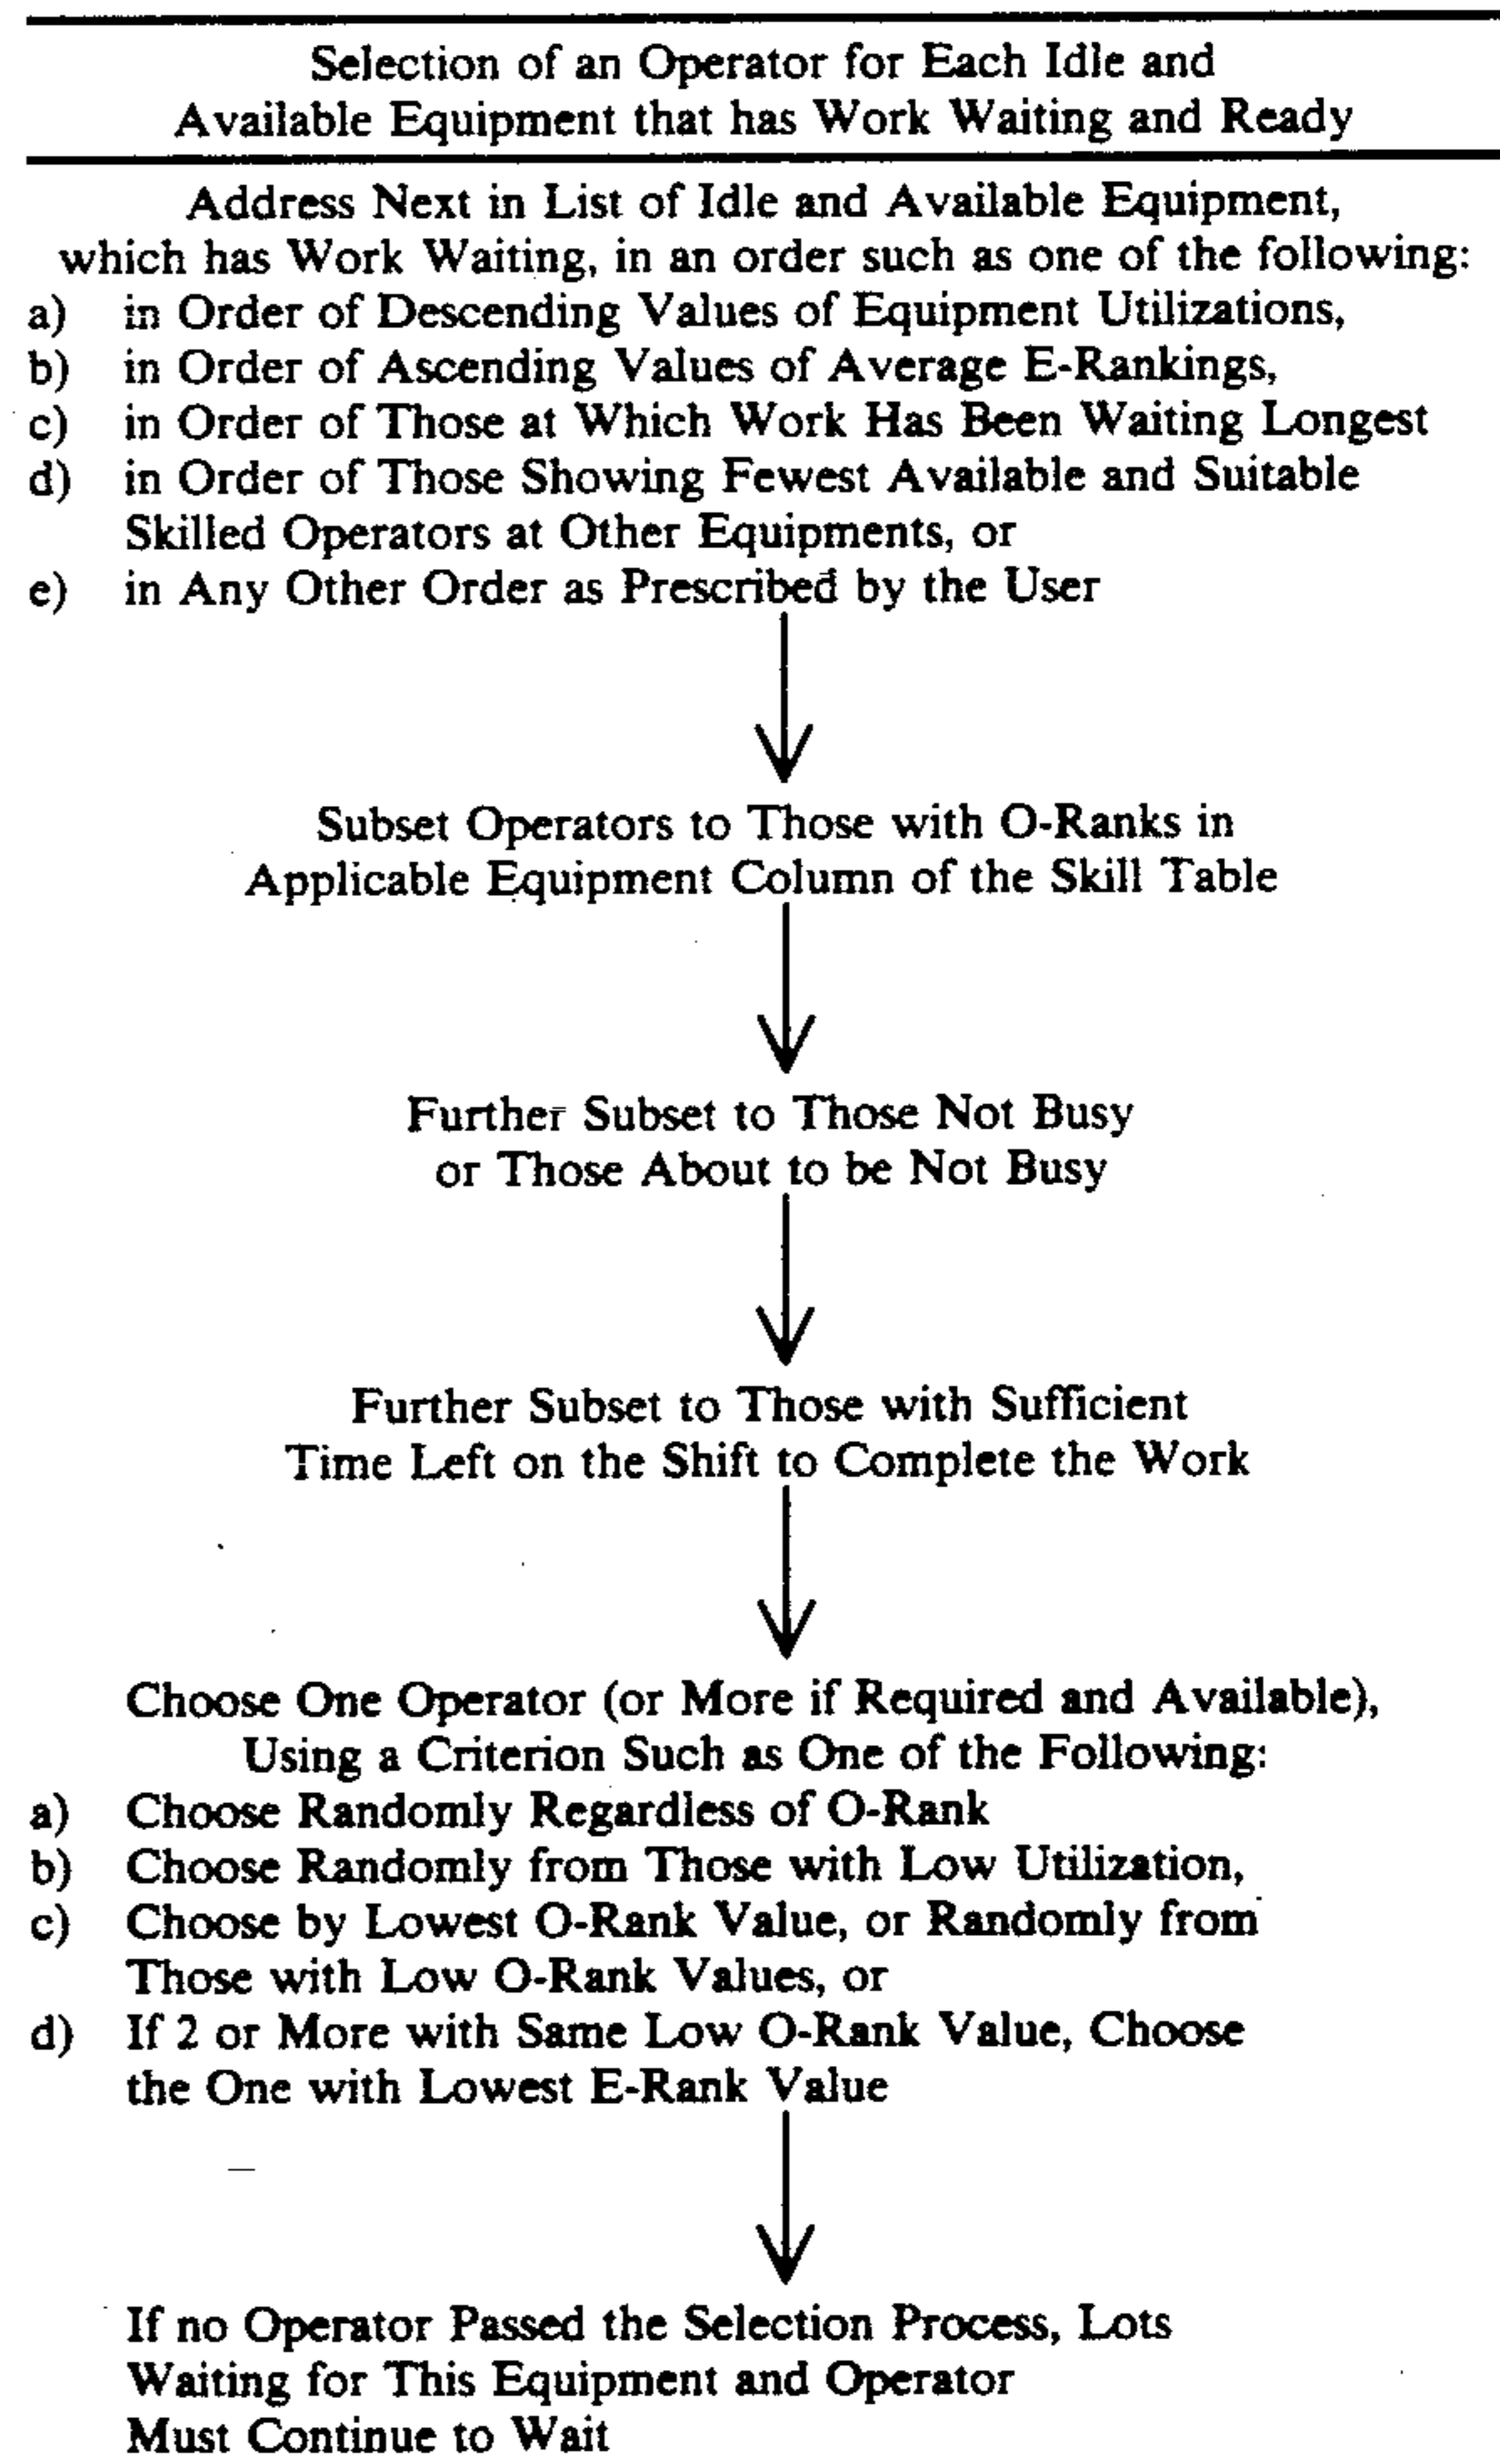 Selection of an Operator for Each Idle and
Available Equipment that has Work Waiting and Ready
Address Next in List of Idle and Available Equipment,
which has Work Waiting, in an order such as one of the following:
a) in Order of Descending Values of Equipment Utilizations,
b) in Order of Ascending Values of Average E-Rankings,
c) in Order of Those at Which Work Has Been Waiting Longest
d) in Order of Those Showing Fewest Available and Suitable
Skilled Operators at Other Equipments, or
e) in Any Other Order as Prescribed by the User
Subset Operators to Those with O-Ranks in
Applicable Equipment Column of the Skill Table
Further Subset to Those Not Busy
or Those About to be Not Busy
Further Subset to Those with Sufficient
Time Left on the Shift to Complete the Work
Choose One Operator (or More if Required and Available),
Using a Criterion Such as One of the Following:
a) Choose Randomly Regardless of O-Rank
b) Choose Randomly from Those with Low Utilization,
c) Choose by Lowest O-Rank Value, or Randomly from
Those with Low O-Rank Values, or
d) If 2 or More with Same Low O-Rank Value, Choose
the One with Lowest E-Rank Value
If no Operator Passed the Selection Process, Lots
Waiting for This Equipment and Operator
Must Continue to Wait